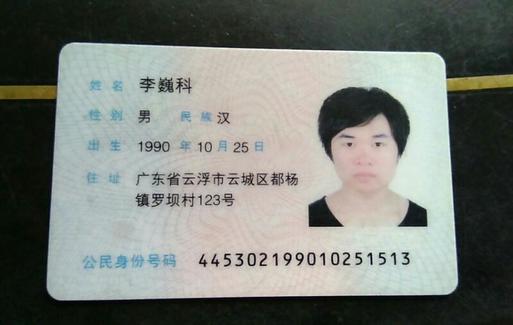 姓名 李巍科
性别 男 民族 汉
出生 1990 年 10 月 25 日
住址 广东省云浮市云城区都杨
镇罗坝村123号
公民身份号码 445302199010251513